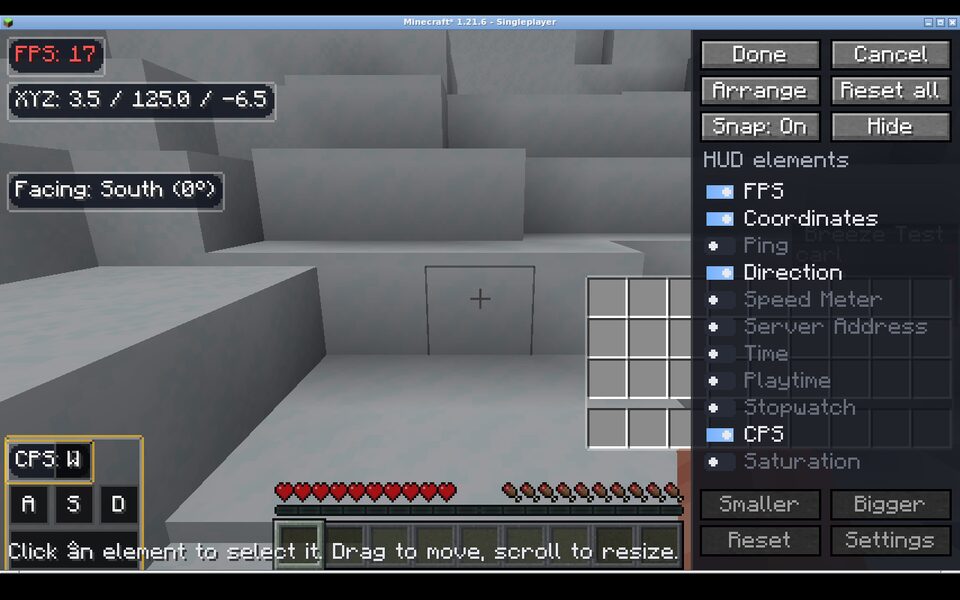 Minecraft* 1.21.6 - Singleplayer
FPS: 17
XYZ: 3.5 / 125.0 / -6.5
Facing: South (0°)
CPS: W
A S D
Click an element to select it. Drag to move, scroll to resize.
Done Cancel
Arrange Reset all
Snap: On Hide
HUD elements
FPS
Coordinates
Ping
Direction
Speed Meter
Server Address
Time
Playtime
Stopwatch
CPS
Saturation
Smaller Bigger
Reset Settings